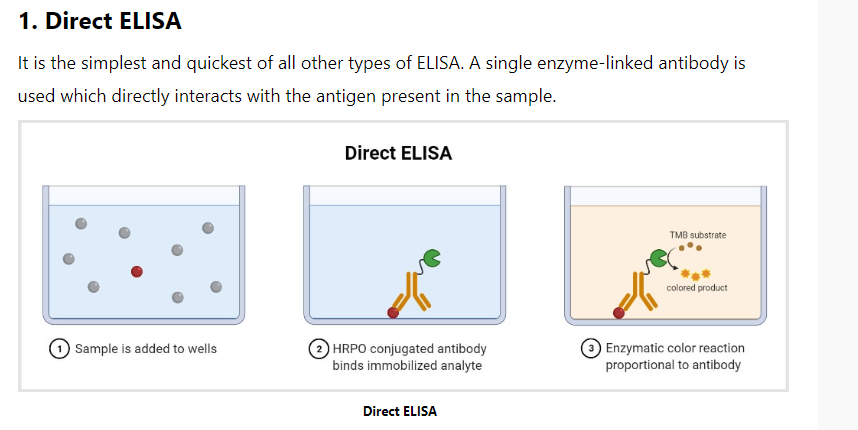 1. Direct ELISA
It is the simplest and quickest of all other types of ELISA. A single enzyme-linked antibody is
used which directly interacts with the antigen present in the sample.
Direct ELISA
TMB substrate
colored product
1 Sample is added to wells
2 HRPO conjugated antibody
binds immobilized analyte
3 Enzymatic color reaction
proportional to antibody
Direct ELISA